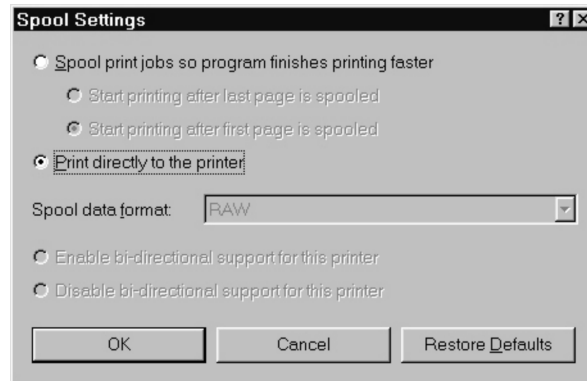 Spool Settings
Spool print jobs so program finishes printing faster
Start printing after last page is spooled
Start printing after first page is spooled
Print directly to the printer
Spool data format: RAW
Enable bi-directional support for this printer
Disable bi-directional support for this printer
OK Cancel Restore Defaults